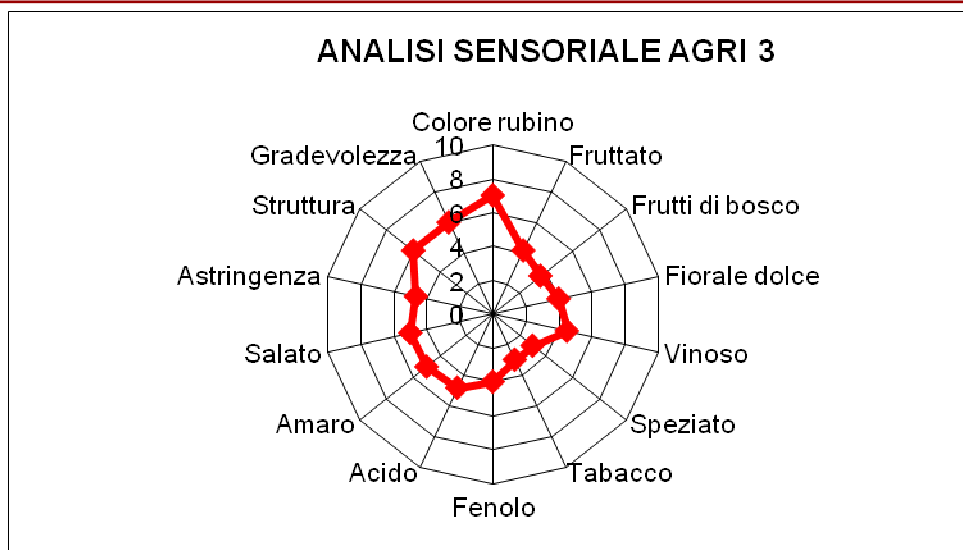 ANALISI SENSORIALE AGRI 3
Colore rubino
Fruttato
Frutti di bosco
Fiorale dolce
Vinoso
Speziato
Tabacco
Fenolo
Acido
Amaro
Salato
Astringenza
Struttura
Gradevolezza
10
8
6
4
2
0